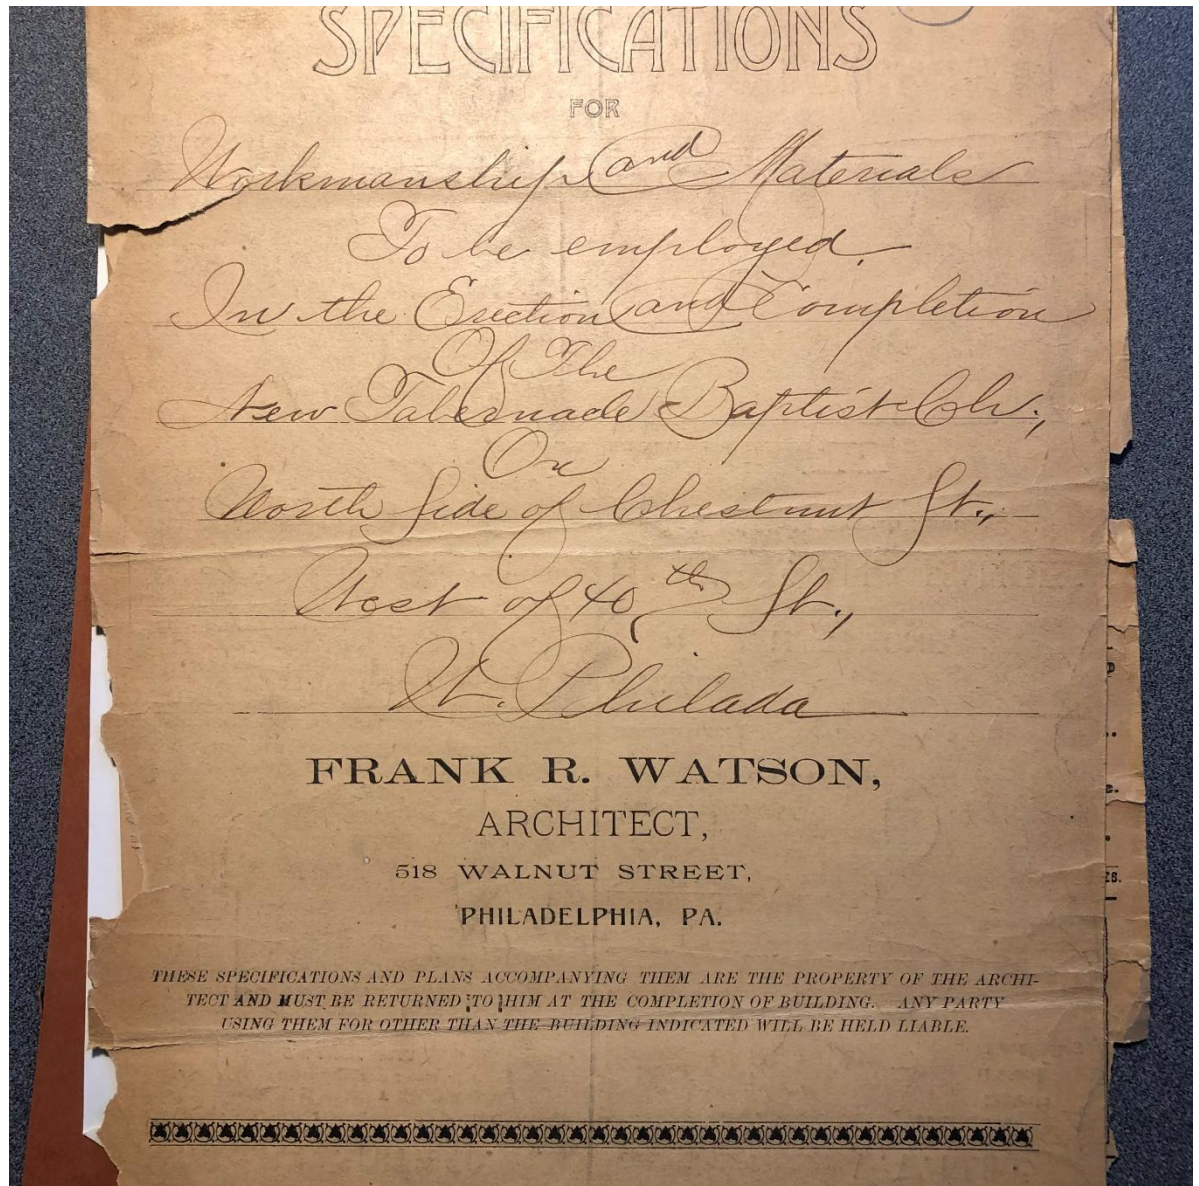 SPECIFICATIONS
FOR
Workmanship and Materials
To be employed.
In the Erection and Completion
Of The
New Tabernacle Baptist Ch.,
On
North Side of Chestnut St.,
West of 40th St.,
W. Philada
FRANK R. WATSON,
ARCHITECT,
518 WALNUT STREET,
PHILADELPHIA, PA.
THESE SPECIFICATIONS AND PLANS ACCOMPANYING THEM ARE THE PROPERTY OF THE ARCHI-
TECT AND MUST BE RETURNED TO HIM AT THE COMPLETION OF BUILDING. ANY PARTY
USING THEM FOR OTHER THAN THE BUILDING INDICATED WILL BE HELD LIABLE.